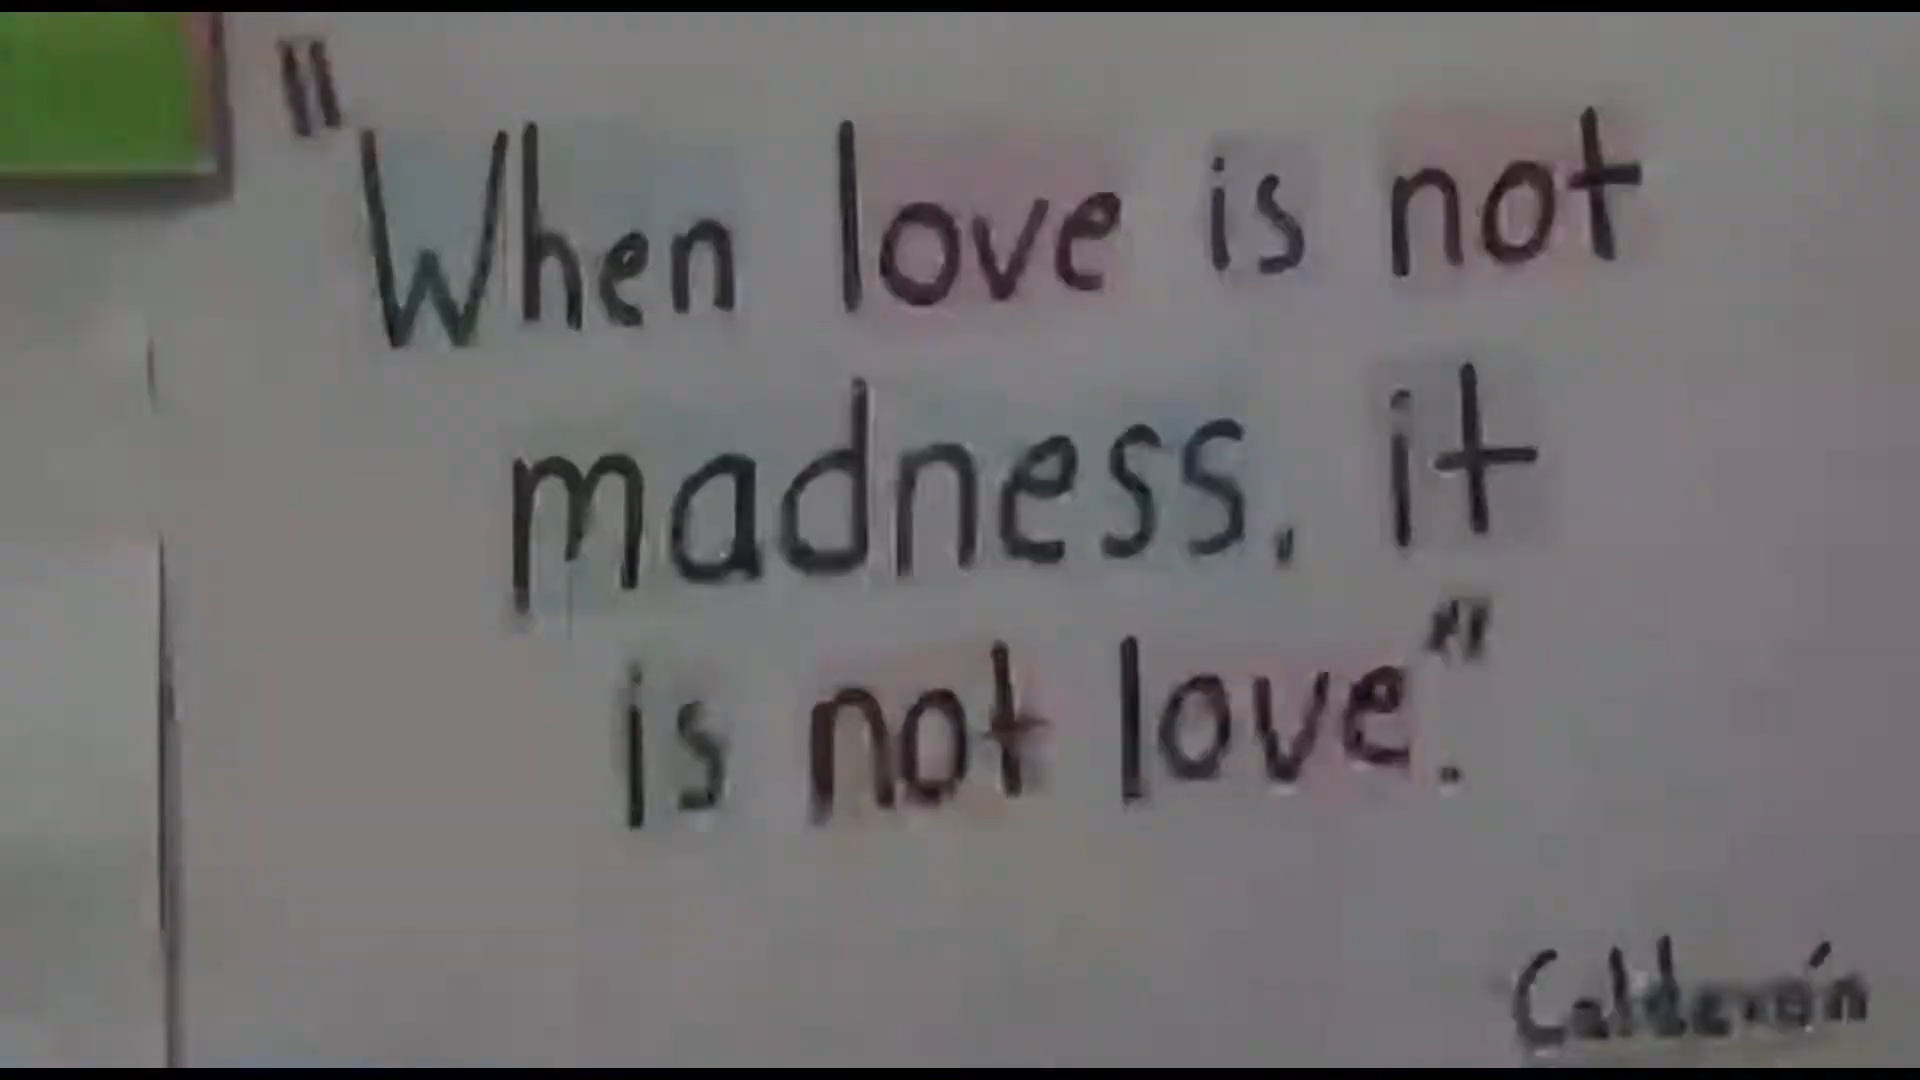 "When love is not
madness, it
is not love."
Calderón